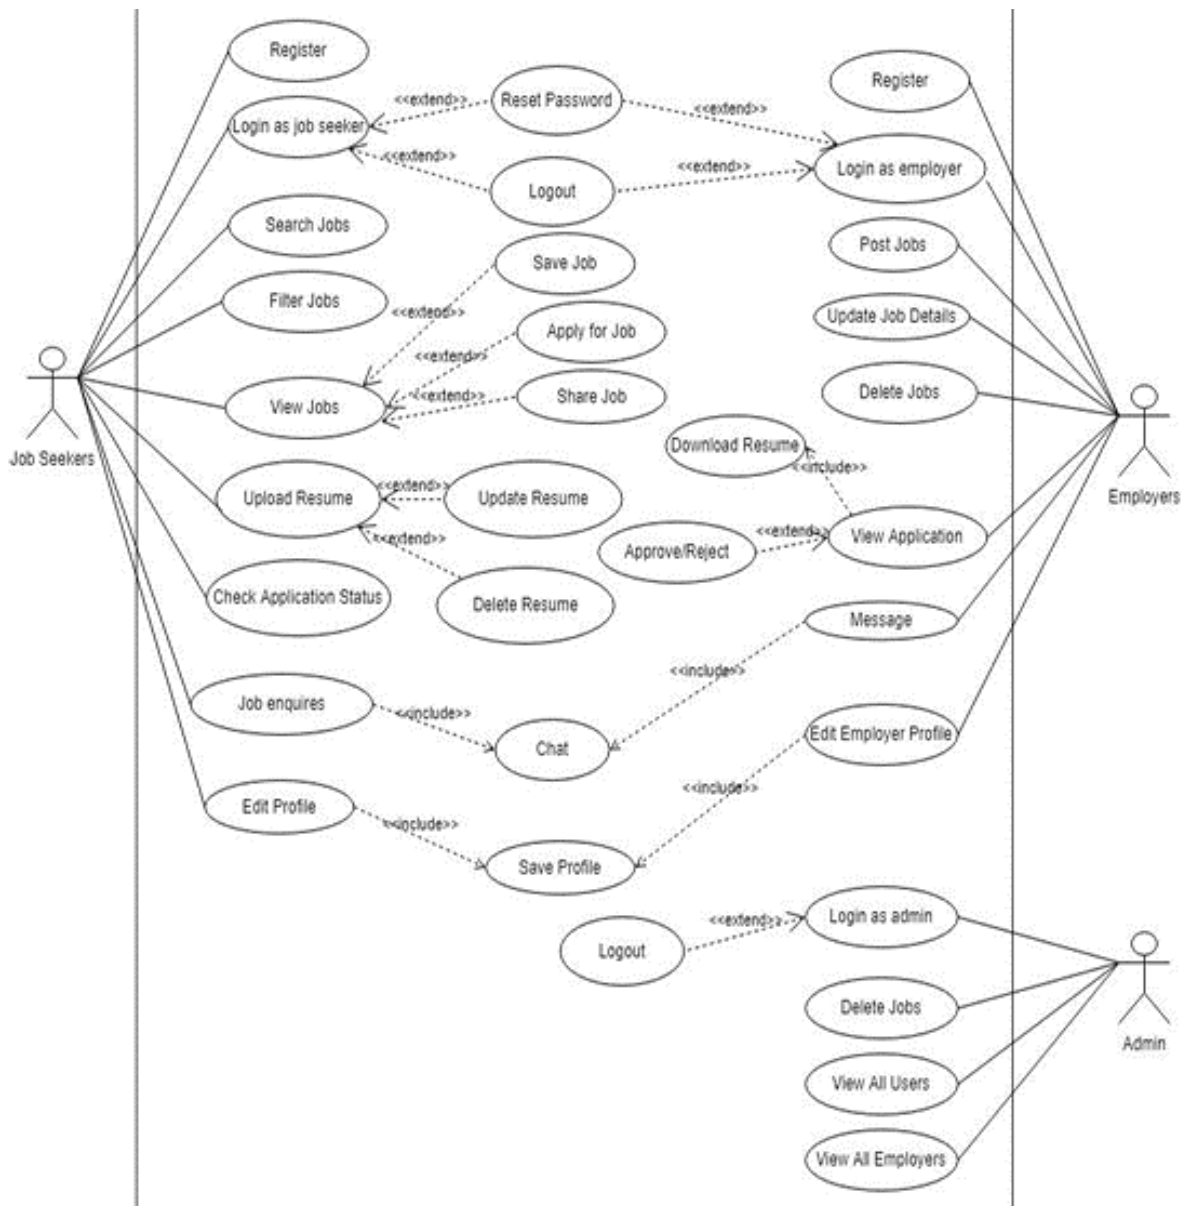 Register
Register
<<extend>>
Reset Password
<<extend>>
Login as job seeker
<<extend>>
<<extend>>
Login as employer
Logout
Search Jobs
Post Jobs
Save Job
Filter Jobs
<<extend>>
Update Job Details
Apply for Job
<<extend>>
Delete Jobs
<<extend>>
Share Job
View Jobs
Download Resume
Job Seekers
<<include>>
<<extend>>
Upload Resume
Update Resume
Employers
<<extend>>
View Application
<<extend>>
Approve/Reject
Check Application Status
Delete Resume
Message
<<include>>
Job enquires
<<include>>
Chat
Edit Employer Profile
<<include>>
Edit Profile
<<include>>
Save Profile
Login as admin
<<extend>>
Logout
Delete Jobs
Admin
View All Users
View All Employers